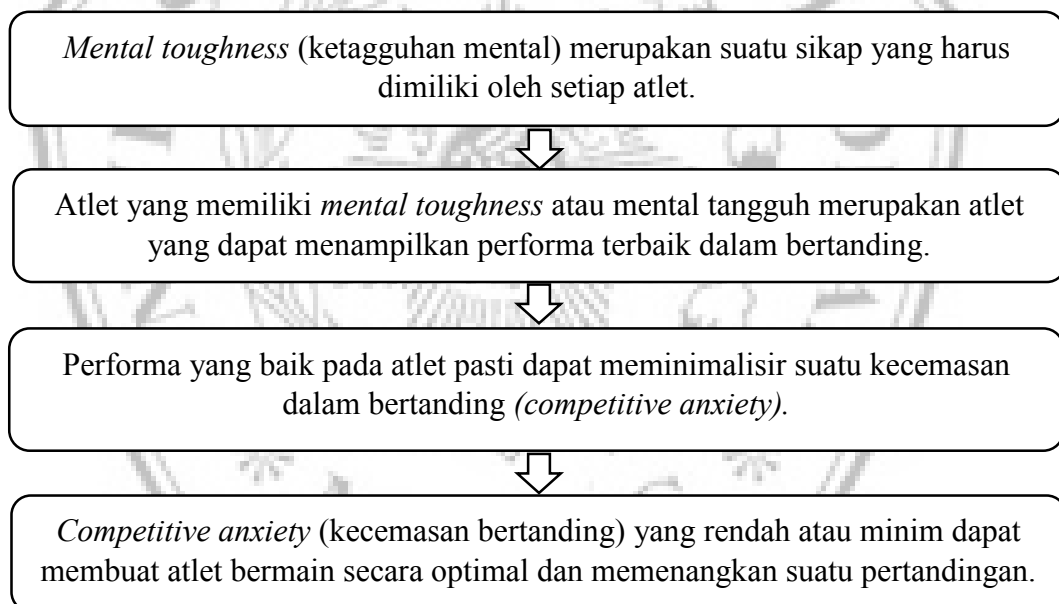 Mental toughness (ketagguhan mental) merupakan suatu sikap yang harus
dimiliki oleh setiap atlet.
Atlet yang memiliki mental toughness atau mental tangguh merupakan atlet
yang dapat menampilkan performa terbaik dalam bertanding.
Performa yang baik pada atlet pasti dapat meminimalisir suatu kecemasan
dalam bertanding (competitive anxiety).
Competitive anxiety (kecemasan bertanding) yang rendah atau minim dapat
membuat atlet bermain secara optimal dan memenangkan suatu pertandingan.